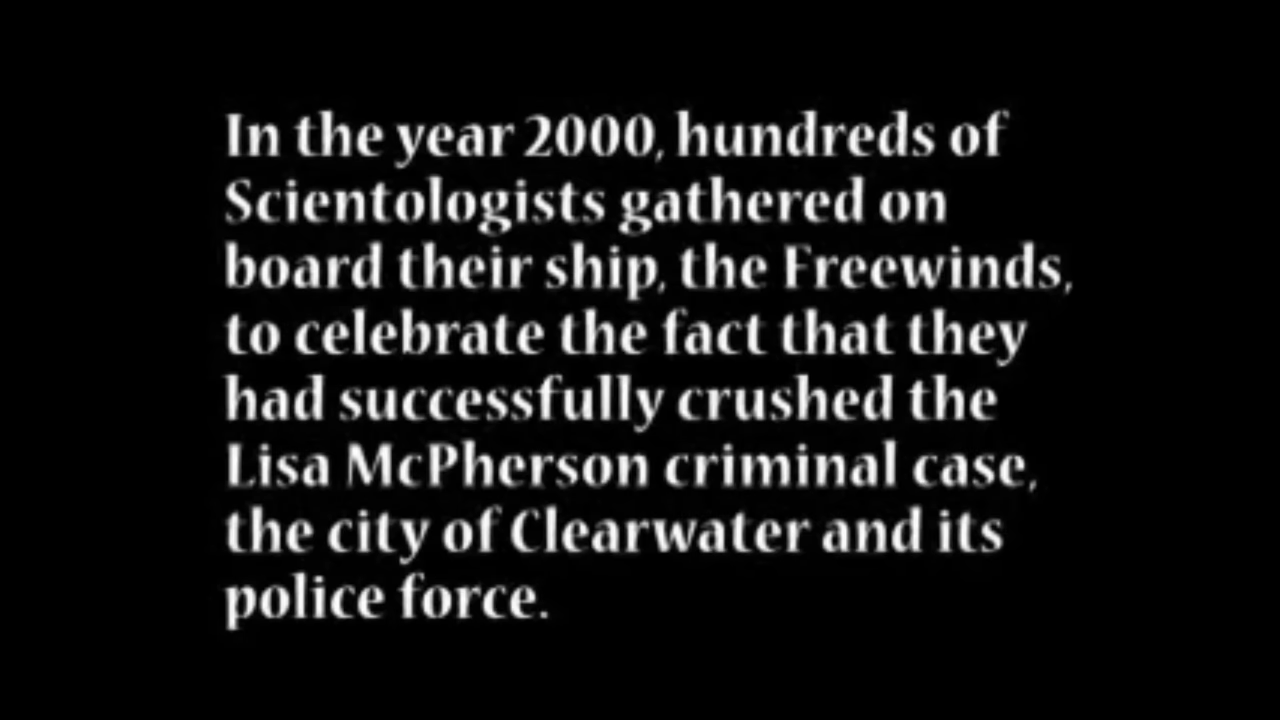 In the year 2000, hundreds of
Scientologists gathered on
board their ship, the Freewinds,
to celebrate the fact that they
had successfully crushed the
Lisa McPherson criminal case,
the city of Clearwater and its
police force.